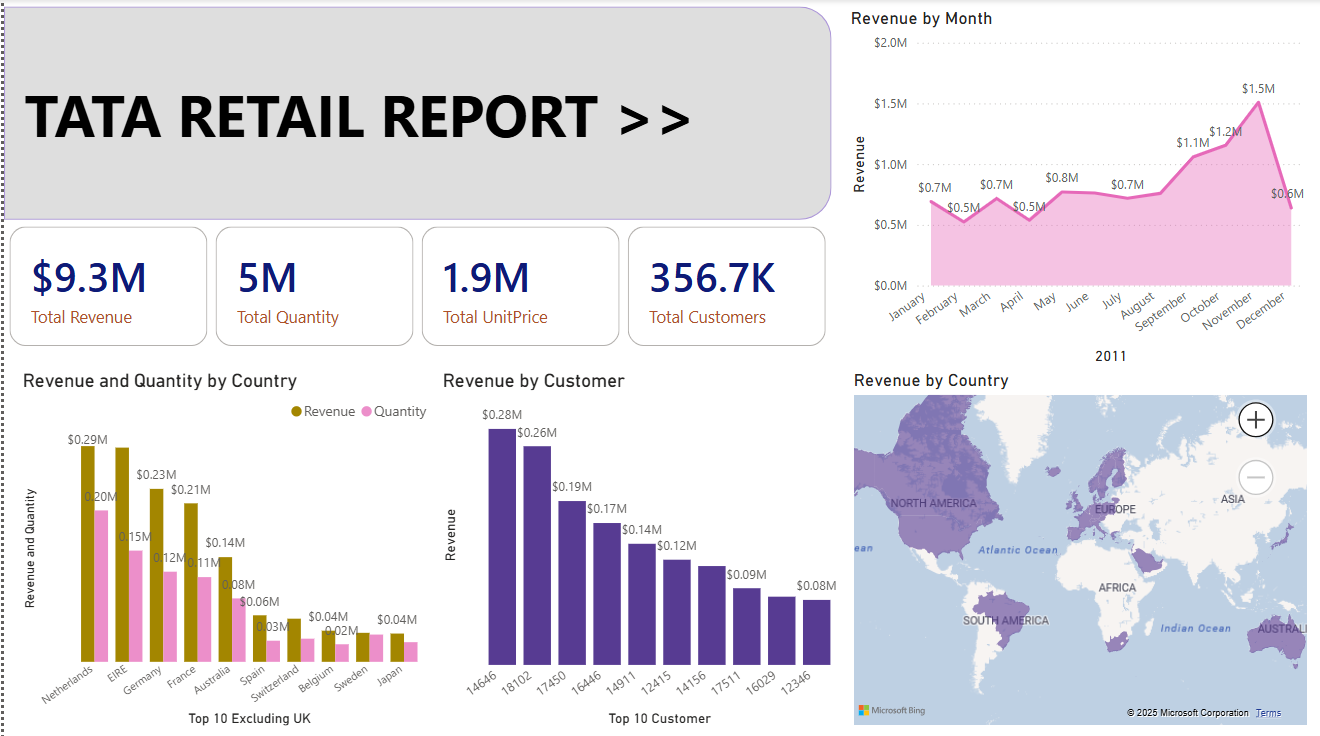 TATA RETAIL REPORT >>
$9.3M
Total Revenue
5M
Total Quantity
1.9M
Total UnitPrice
356.7K
Total Customers
Revenue by Month
$2.0M
$1.5M
$1.0M
$0.5M
$0.0M
Revenue
$0.7M
$0.5M
$0.7M
$0.5M
$0.8M
$0.7M
$1.1M
$1.2M
$1.5M
$0.6M
January
February
March
April
May
June
July
August
September
October
November
December
2011
Revenue and Quantity by Country
Revenue Quantity
Revenue and Quantity
$0.29M
0.20M
0.15M
$0.23M
0.12M
$0.21M
0.11M
$0.14M
0.08M
$0.06M
0.03M
$0.04M
0.02M
$0.04M
Netherlands
EIRE
Germany
France
Australia
Spain
Switzerland
Belgium
Sweden
Japan
Top 10 Excluding UK
Revenue by Customer
Revenue
$0.28M
$0.26M
$0.19M
$0.17M
$0.14M
$0.12M
$0.09M
$0.08M
14646
18102
17450
16446
14911
12415
14156
17511
16029
12346
Top 10 Customer
Revenue by Country
+
−
NORTH AMERICA
EUROPE
ASIA
ean
Atlantic Ocean
AFRICA
SOUTH AMERICA
Indian Ocean
AUSTRALI
Microsoft Bing
© 2025 Microsoft Corporation Terms